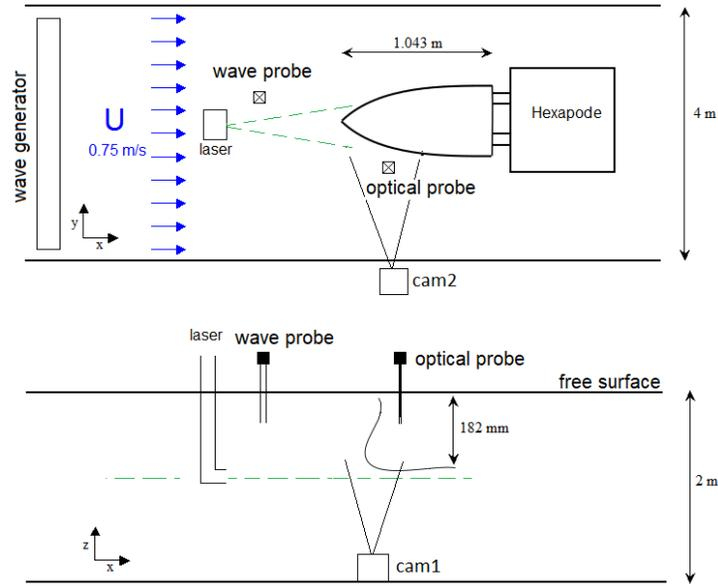 1.043 m
wave probe
wave generator
U
0.75 m/s
laser
Hexapode
4 m
optical probe
y
x
cam2
laser
wave probe
optical probe
free surface
182 mm
2 m
z
x
cam1